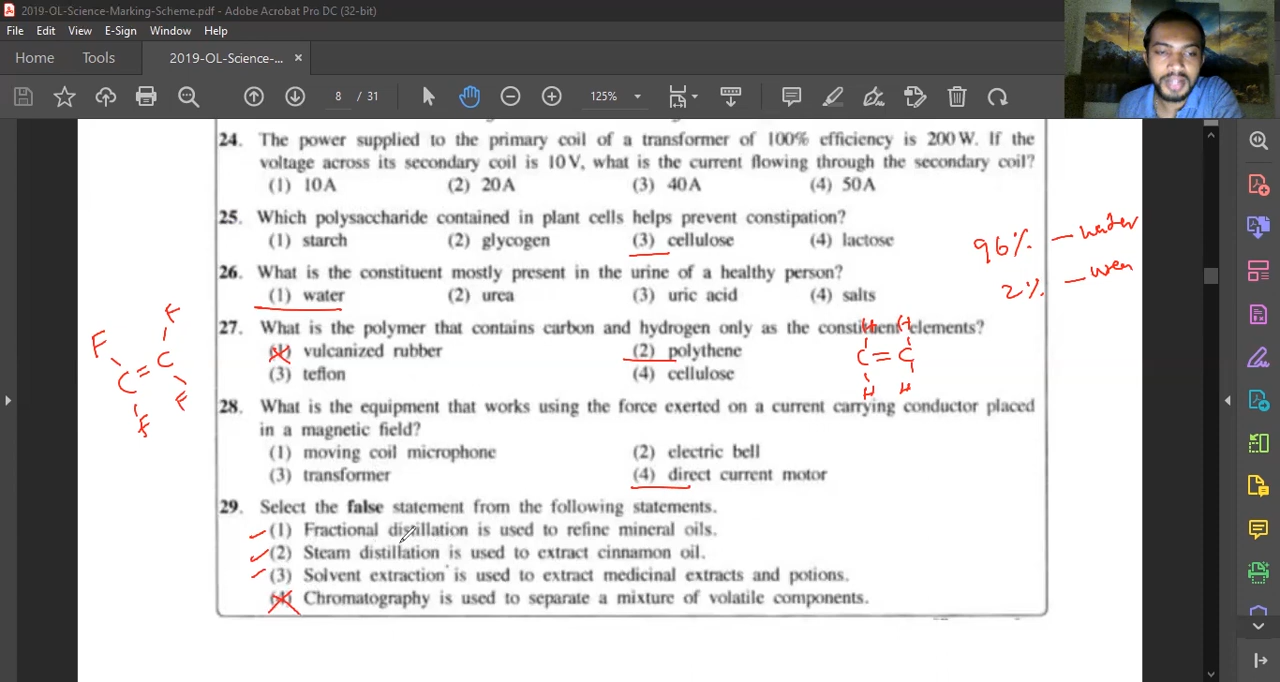 2019-OL-Science-Marking-Scheme.pdf - Adobe Acrobat Pro DC (32-bit)
File Edit View E-Sign Window Help
Home Tools 2019-OL-Science-... ×
8 / 31 125%
24. The power supplied to the primary coil of a transformer of 100% efficiency is 200 W. If the
voltage across its secondary coil is 10 V, what is the current flowing through the secondary coil?
(1) 10 A (2) 20 A (3) 40 A (4) 50 A
25. Which polysaccharide contained in plant cells helps prevent constipation?
(1) starch (2) glycogen (3) cellulose (4) lactose
96% – water
26. What is the constituent mostly present in the urine of a healthy person?
2% – urea
(1) water (2) urea (3) uric acid (4) salts
27. What is the polymer that contains carbon and hydrogen only as the constituent elements?
(1) vulcanized rubber (2) polythene
(3) teflon (4) cellulose
F F
C = C
F F
H H
C = C
H H
28. What is the equipment that works using the force exerted on a current carrying conductor placed
in a magnetic field?
(1) moving coil microphone (2) electric bell
(3) transformer (4) direct current motor
29. Select the false statement from the following statements.
(1) Fractional distillation is used to refine mineral oils.
(2) Steam distillation is used to extract cinnamon oil.
(3) Solvent extraction is used to extract medicinal extracts and potions.
(4) Chromatography is used to separate a mixture of volatile components.